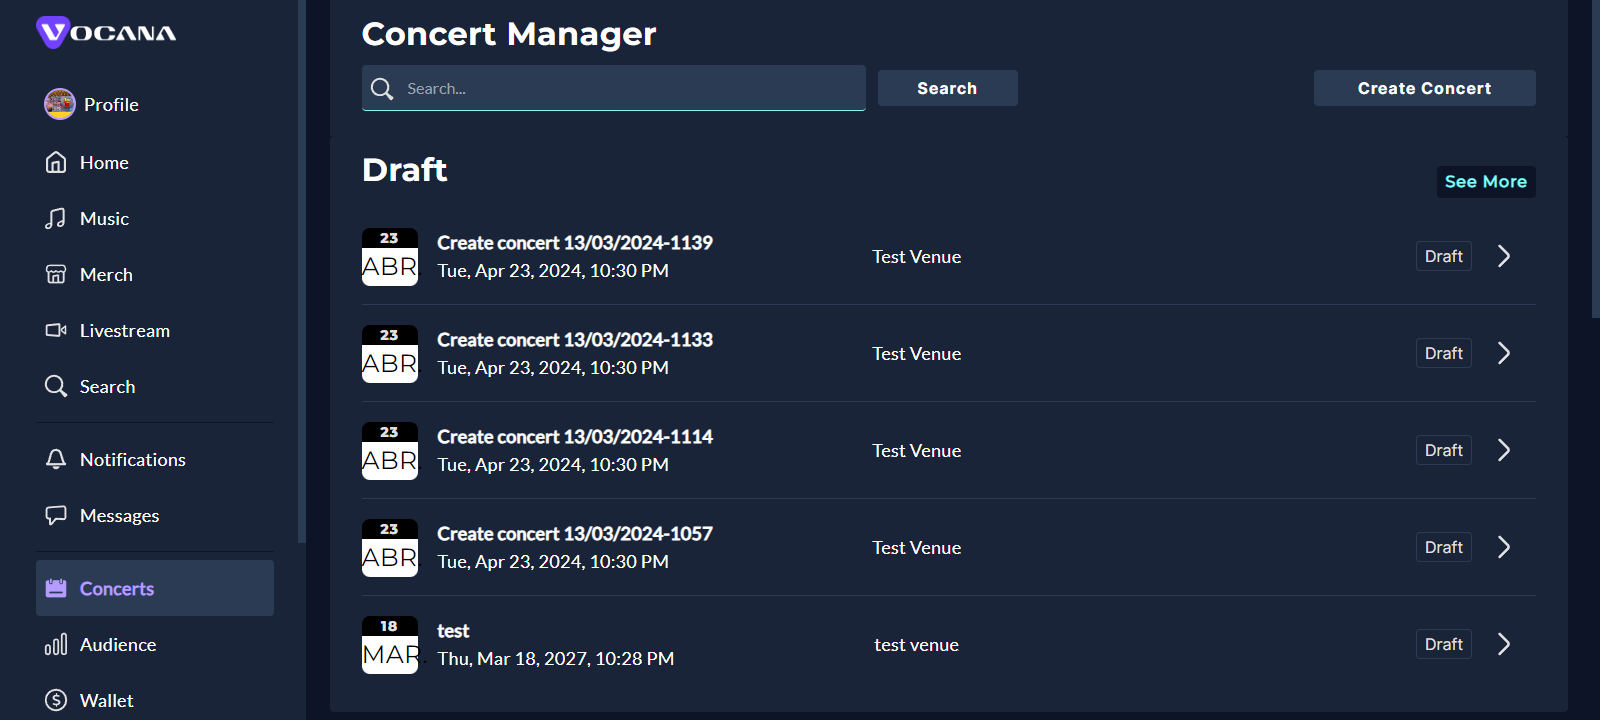 VOCANA
Profile
Home
Music
Merch
Livestream
Search
Notifications
Messages
Concerts
Audience
Wallet
Concert Manager
Search...
Search
Create Concert
Draft
See More
23
ABR.
Create concert 13/03/2024-1139
Tue, Apr 23, 2024, 10:30 PM
Test Venue
Draft
23
ABR.
Create concert 13/03/2024-1133
Tue, Apr 23, 2024, 10:30 PM
Test Venue
Draft
23
ABR.
Create concert 13/03/2024-1114
Tue, Apr 23, 2024, 10:30 PM
Test Venue
Draft
23
ABR.
Create concert 13/03/2024-1057
Tue, Apr 23, 2024, 10:30 PM
Test Venue
Draft
18
MAR.
test
Thu, Mar 18, 2027, 10:28 PM
test venue
Draft